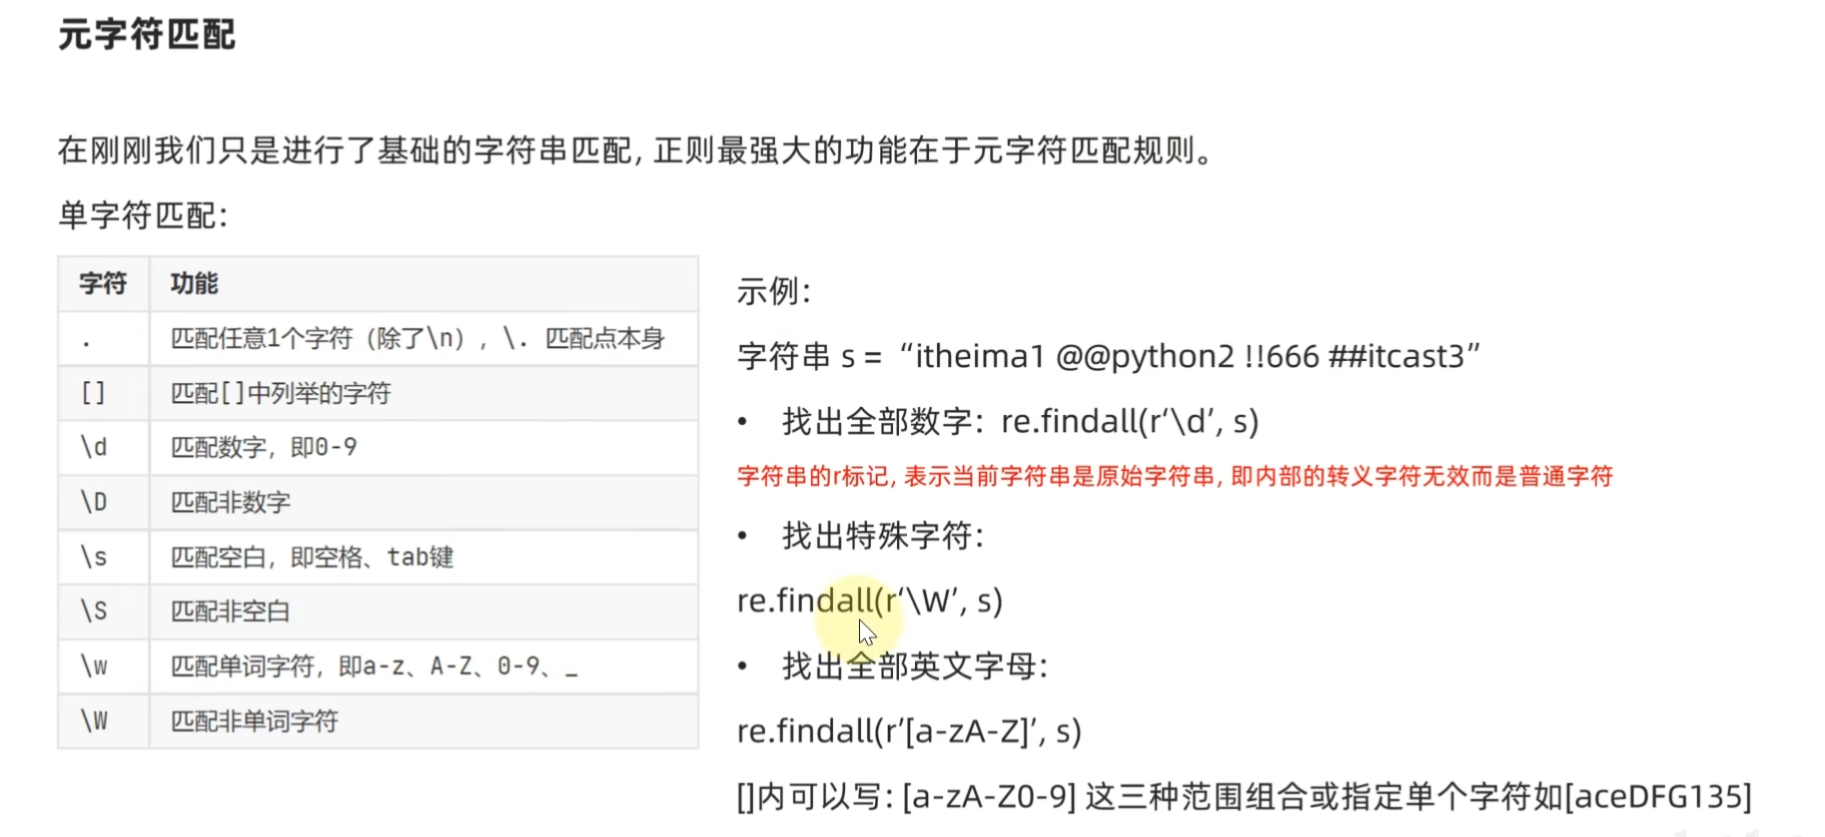 元字符匹配
在刚刚我们只是进行了基础的字符串匹配, 正则最强大的功能在于元字符匹配规则。
单字符匹配：
字符 功能
. 匹配任意1个字符（除了\n）, \. 匹配点本身
[] 匹配[]中列举的字符
\d 匹配数字，即0-9
\D 匹配非数字
\s 匹配空白，即空格、tab键
\S 匹配非空白
\w 匹配单词字符，即a-z、A-Z、0-9、_
\W 匹配非单词字符
示例：
字符串 s = “itheima1 @@python2 !!666 ##itcast3”
• 找出全部数字: re.findall(r‘\d’, s)
字符串的r标记, 表示当前字符串是原始字符串, 即内部的转义字符无效而是普通字符
• 找出特殊字符：
re.findall(r‘\W’, s)
• 找出全部英文字母:
re.findall(r’[a-zA-Z]’, s)
[]内可以写: [a-zA-Z0-9] 这三种范围组合或指定单个字符如[aceDFG135]